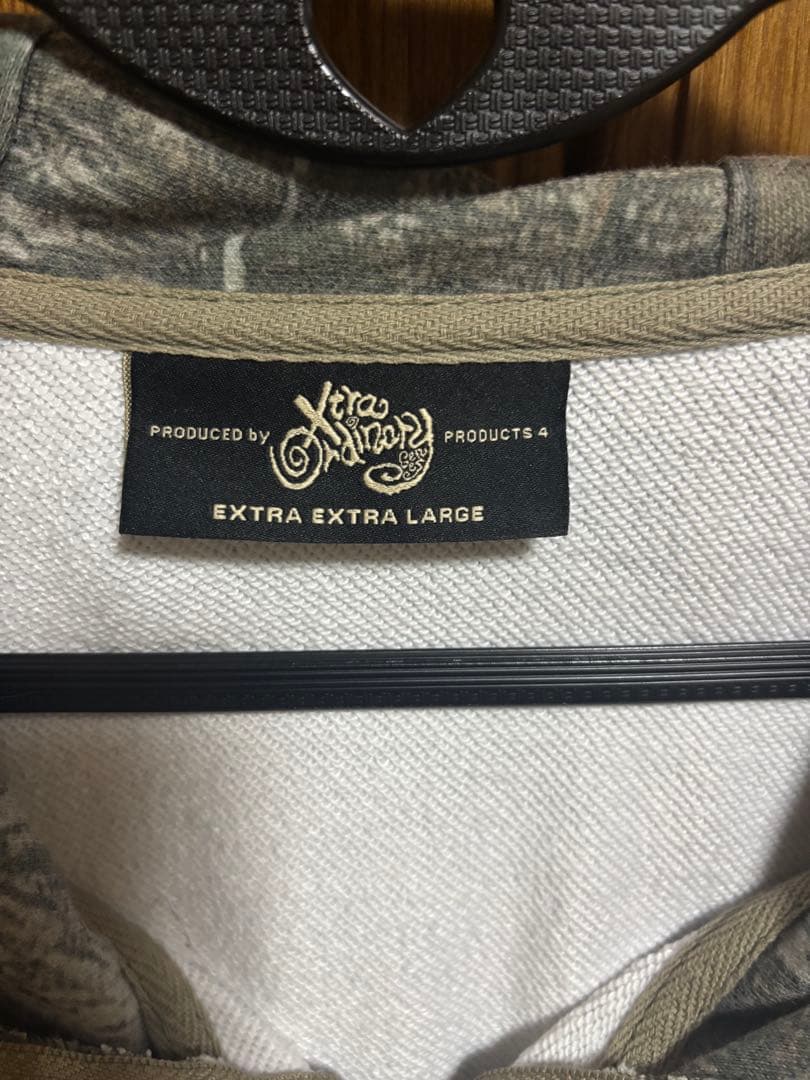 PRODUCED by Xtra Ordinary PRODUCTS 4
EXTRA EXTRA LARGE